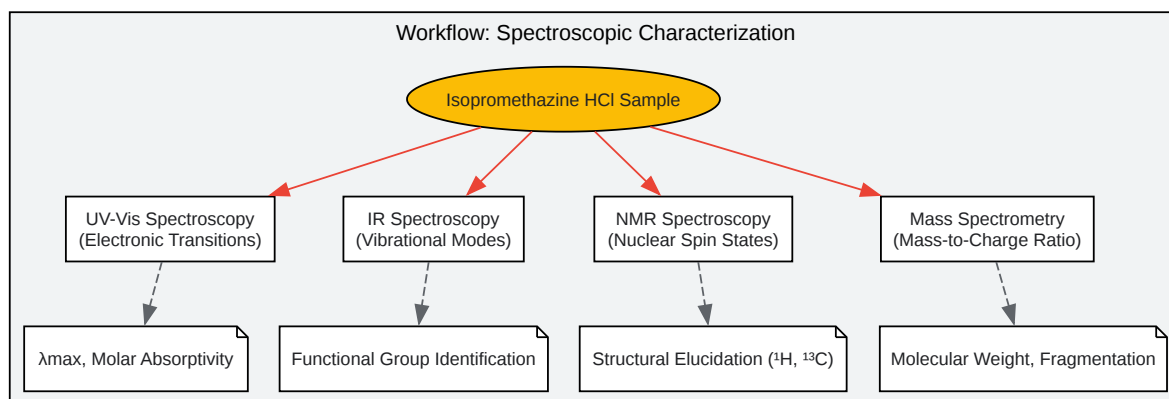 Workflow: Spectroscopic Characterization
Isopromethazine HCl Sample
UV-Vis Spectroscopy
(Electronic Transitions)
IR Spectroscopy
(Vibrational Modes)
NMR Spectroscopy
(Nuclear Spin States)
Mass Spectrometry
(Mass-to-Charge Ratio)
λmax, Molar Absorptivity
Functional Group Identification
Structural Elucidation (¹H, ¹³C)
Molecular Weight, Fragmentation